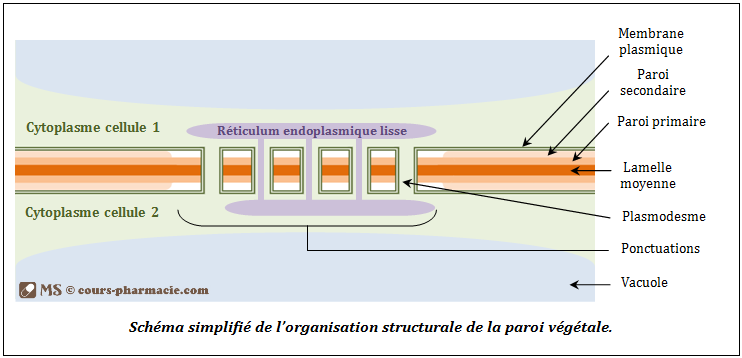 Membrane
plasmique
Paroi
secondaire
Cytoplasme cellule 1
Réticulum endoplasmique lisse
Paroi primaire
Lamelle
moyenne
Cytoplasme cellule 2
Plasmodesme
Ponctuations
Vacuole
MS © cours-pharmacie.com
Schéma simplifié de l'organisation structurale de la paroi végétale.